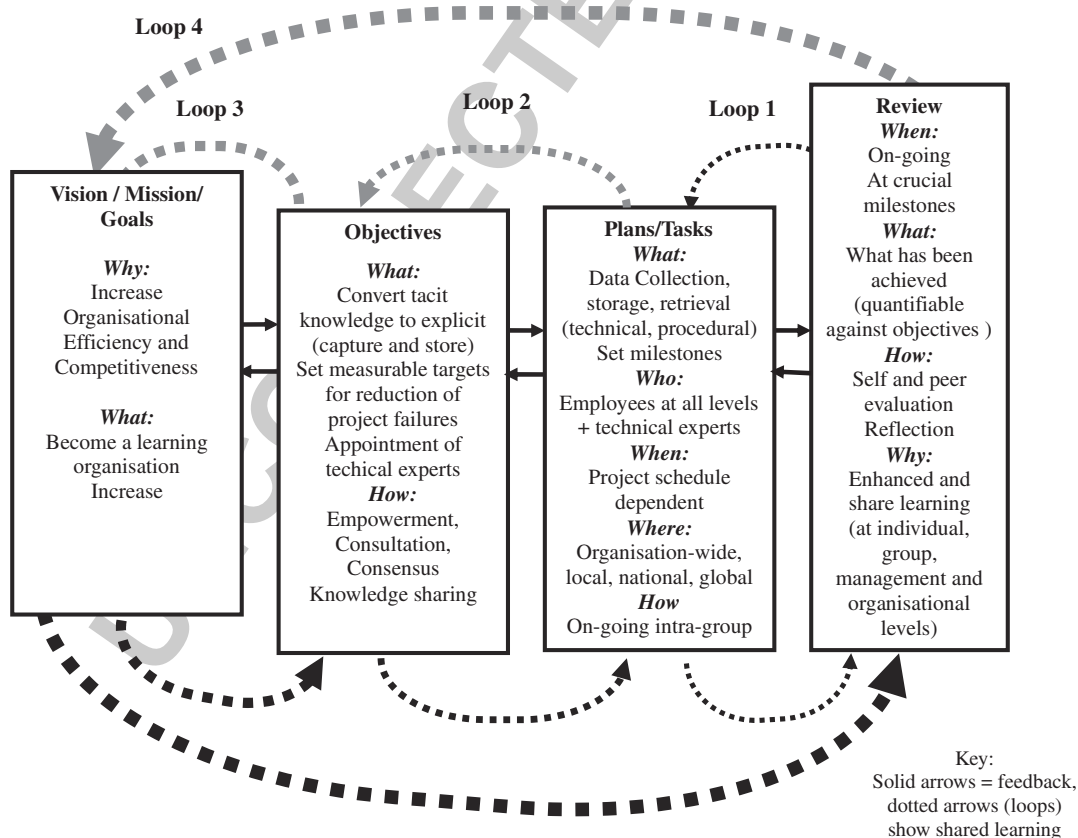 Loop 4
Loop 3
Loop 2
Loop 1
Vision / Mission/
Goals
Why:
Increase
Organisational
Efficiency and
Competitiveness
What:
Become a learning
organisation
Increase
Objectives
What:
Convert tacit
knowledge to explicit
(capture and store)
Set measurable targets
for reduction of
project failures
Appointment of
techical experts
How:
Empowerment,
Consultation,
Consensus
Knowledge sharing
Plans/Tasks
What:
Data Collection,
storage, retrieval
(technical, procedural)
Set milestones
Who:
Employees at all levels
+ technical experts
When:
Project schedule
dependent
Where:
Organisation-wide,
local, national, global
How
On-going intra-group
Review
When:
On-going
At crucial
milestones
What:
What has been
achieved
(quantifiable
against objectives )
How:
Self and peer
evaluation
Reflection
Why:
Enhanced and
share learning
(at individual,
group,
management and
organisational
levels)
Key:
Solid arrows = feedback,
dotted arrows (loops)
show shared learning